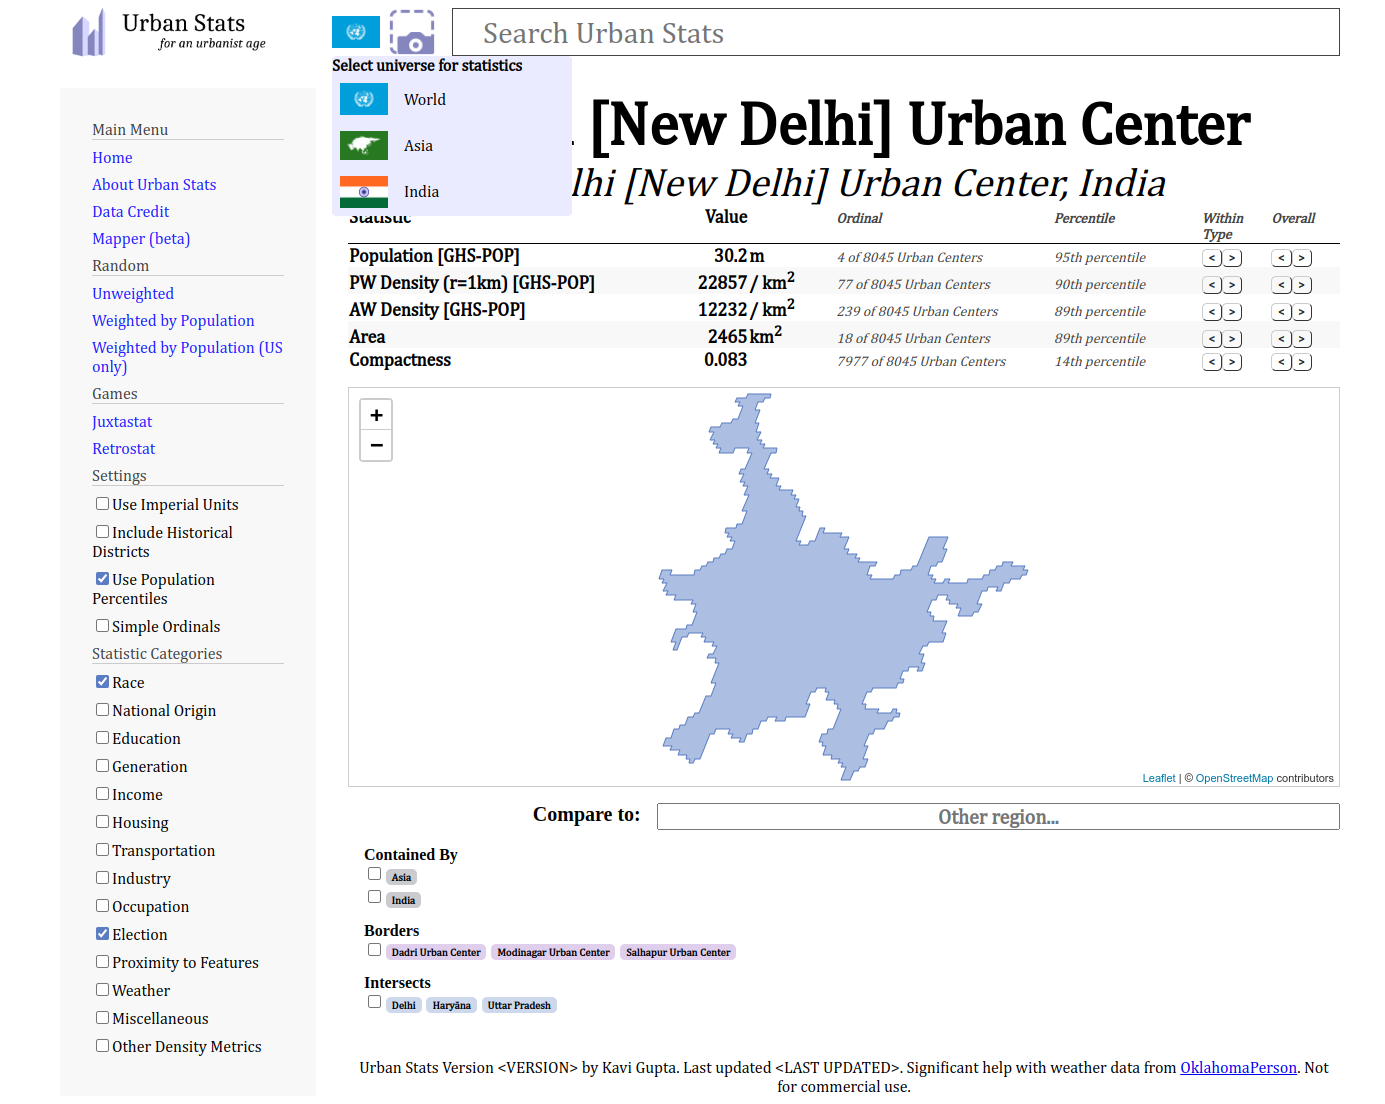 Urban Stats
for an urbanist age
Search Urban Stats
Select universe for statistics
World
Asia
India
[New Delhi] Urban Center
lhi [New Delhi] Urban Center, India
Main Menu
Home
About Urban Stats
Data Credit
Mapper (beta)
Random
Unweighted
Weighted by Population
Weighted by Population (US
only)
Games
Juxtastat
Retrostat
Settings
Use Imperial Units
Include Historical
Districts
Use Population
Percentiles
Simple Ordinals
Statistic Categories
Race
National Origin
Education
Generation
Income
Housing
Transportation
Industry
Occupation
Election
Proximity to Features
Weather
Miscellaneous
Other Density Metrics
Statistic Value Ordinal Percentile Within Type Overall
Population [GHS-POP] 30.2 m 4 of 8045 Urban Centers 95th percentile < > < >
PW Density (r=1km) [GHS-POP] 22857 / km2 77 of 8045 Urban Centers 90th percentile < > < >
AW Density [GHS-POP] 12232 / km2 239 of 8045 Urban Centers 89th percentile < > < >
Area 2465 km2 18 of 8045 Urban Centers 89th percentile < > < >
Compactness 0.083 7977 of 8045 Urban Centers 14th percentile < > < >
+
−
Leaflet | © OpenStreetMap contributors
Compare to: Other region...
Contained By
Asia
India
Borders
Dadri Urban Center Modinagar Urban Center Salhapur Urban Center
Intersects
Delhi Haryāna Uttar Pradesh
Urban Stats Version <VERSION> by Kavi Gupta. Last updated <LAST UPDATED>. Significant help with weather data from OklahomaPerson. Not
for commercial use.